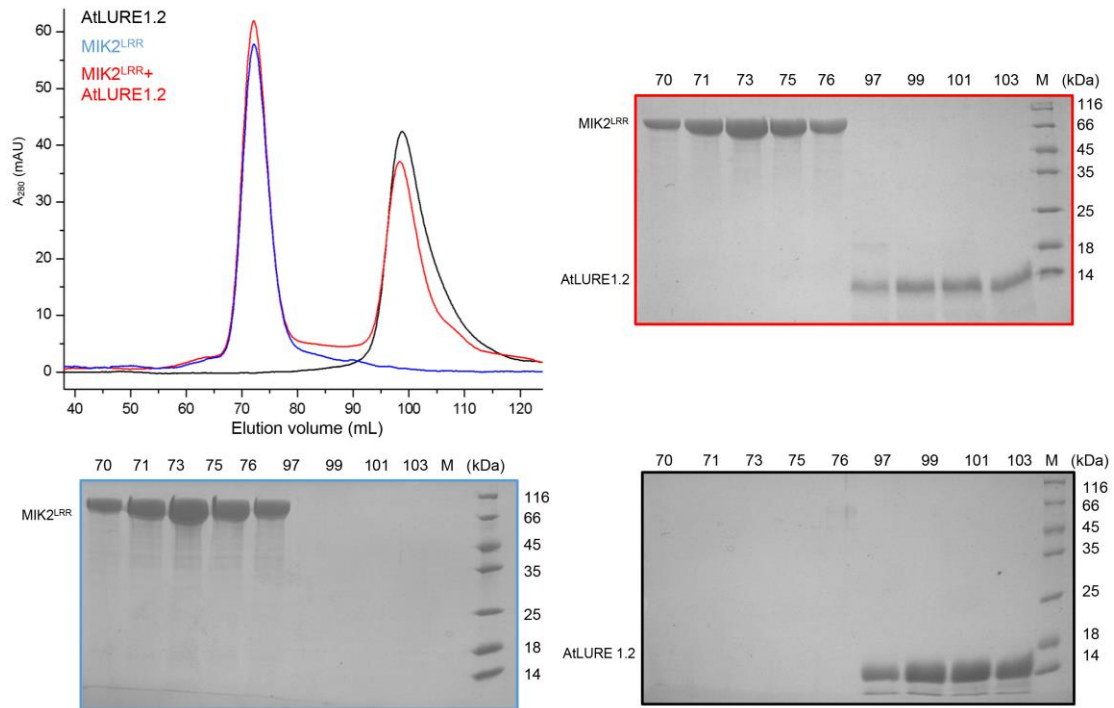 AtLURE1.2
MIK2LRR
MIK2LRR+
AtLURE1.2
60
50
40
30
20
10
0
A280 (mAU)
40 50 60 70 80 90 100 110 120
Elution volume (mL)
70 71 73 75 76 97 99 101 103 M (kDa)
MIK2LRR
AtLURE1.2
116
66
45
35
25
18
14
70 71 73 75 76 97 99 101 103 M (kDa)
MIK2LRR
116
66
45
35
25
18
14
70 71 73 75 76 97 99 101 103 M (kDa)
AtLURE 1.2
116
66
45
35
25
18
14